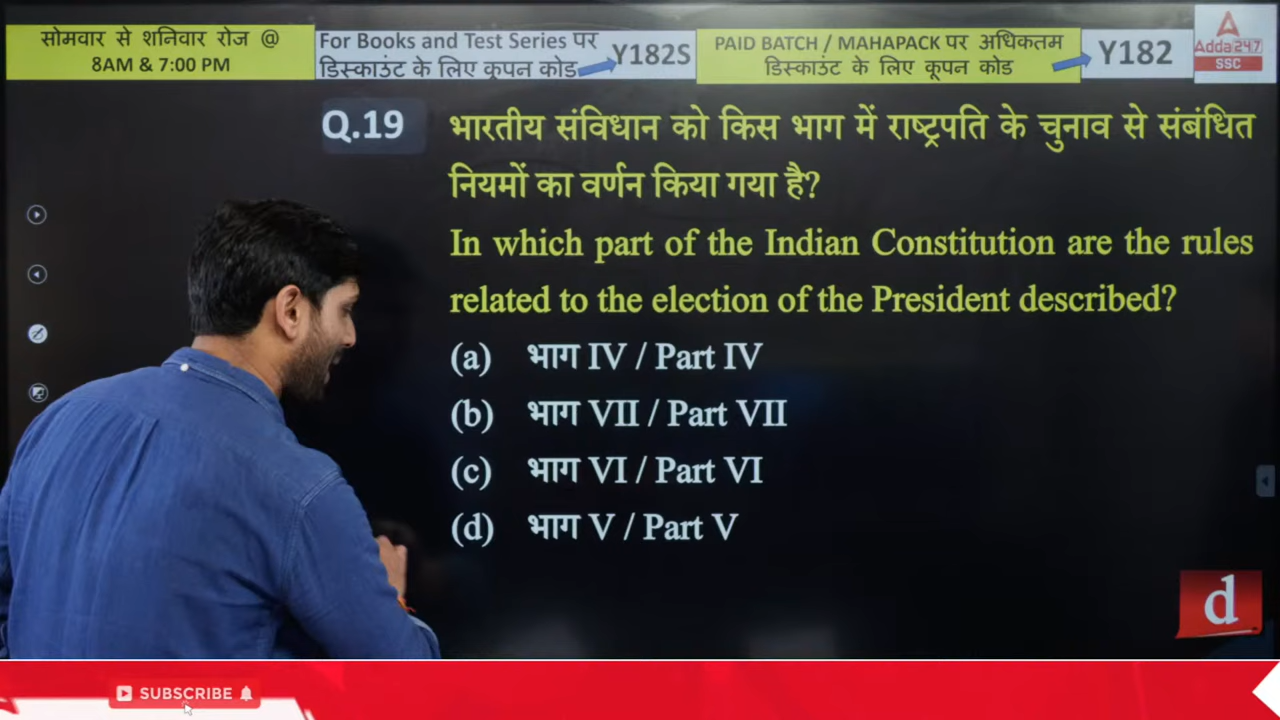 सोमवार से शनिवार रोज @
8AM & 7:00 PM
For Books and Test Series पर
डिस्काउंट के लिए कूपन कोड
Y182S
PAID BATCH / MAHAPACK पर अधिकतम
डिस्काउंट के लिए कूपन कोड
Y182
Adda247
SSC
Q.19
भारतीय संविधान को किस भाग में राष्ट्रपति के चुनाव से संबंधित
नियमों का वर्णन किया गया है?
In which part of the Indian Constitution are the rules
related to the election of the President described?
(a) भाग IV / Part IV
(b) भाग VII / Part VII
(c) भाग VI / Part VI
(d) भाग V / Part V
d
SUBSCRIBE